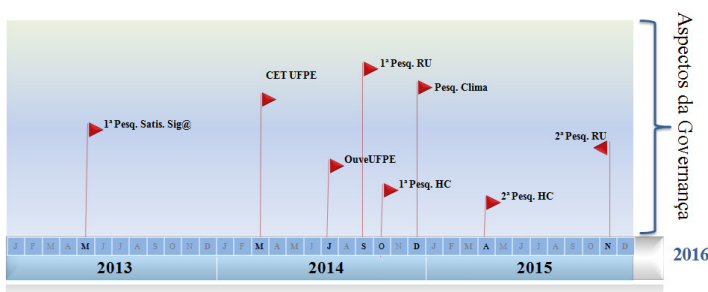 1ª Pesq. RU
CET UFPE
Pesq. Clima
1ª Pesq. Satis. Sig@
2ª Pesq. RU
OuveUFPE
1ª Pesq. HC
2ª Pesq. HC
Aspectos da Governança
J F M A M J J A S O N D J F M A M J J A S O N D J F M A M J J A S O N D
2013 2014 2015 2016